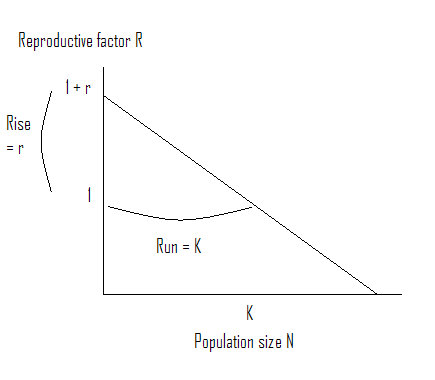 Reproductive factor R
1 + r
Rise
= r
1
Run = K
K
Population size N